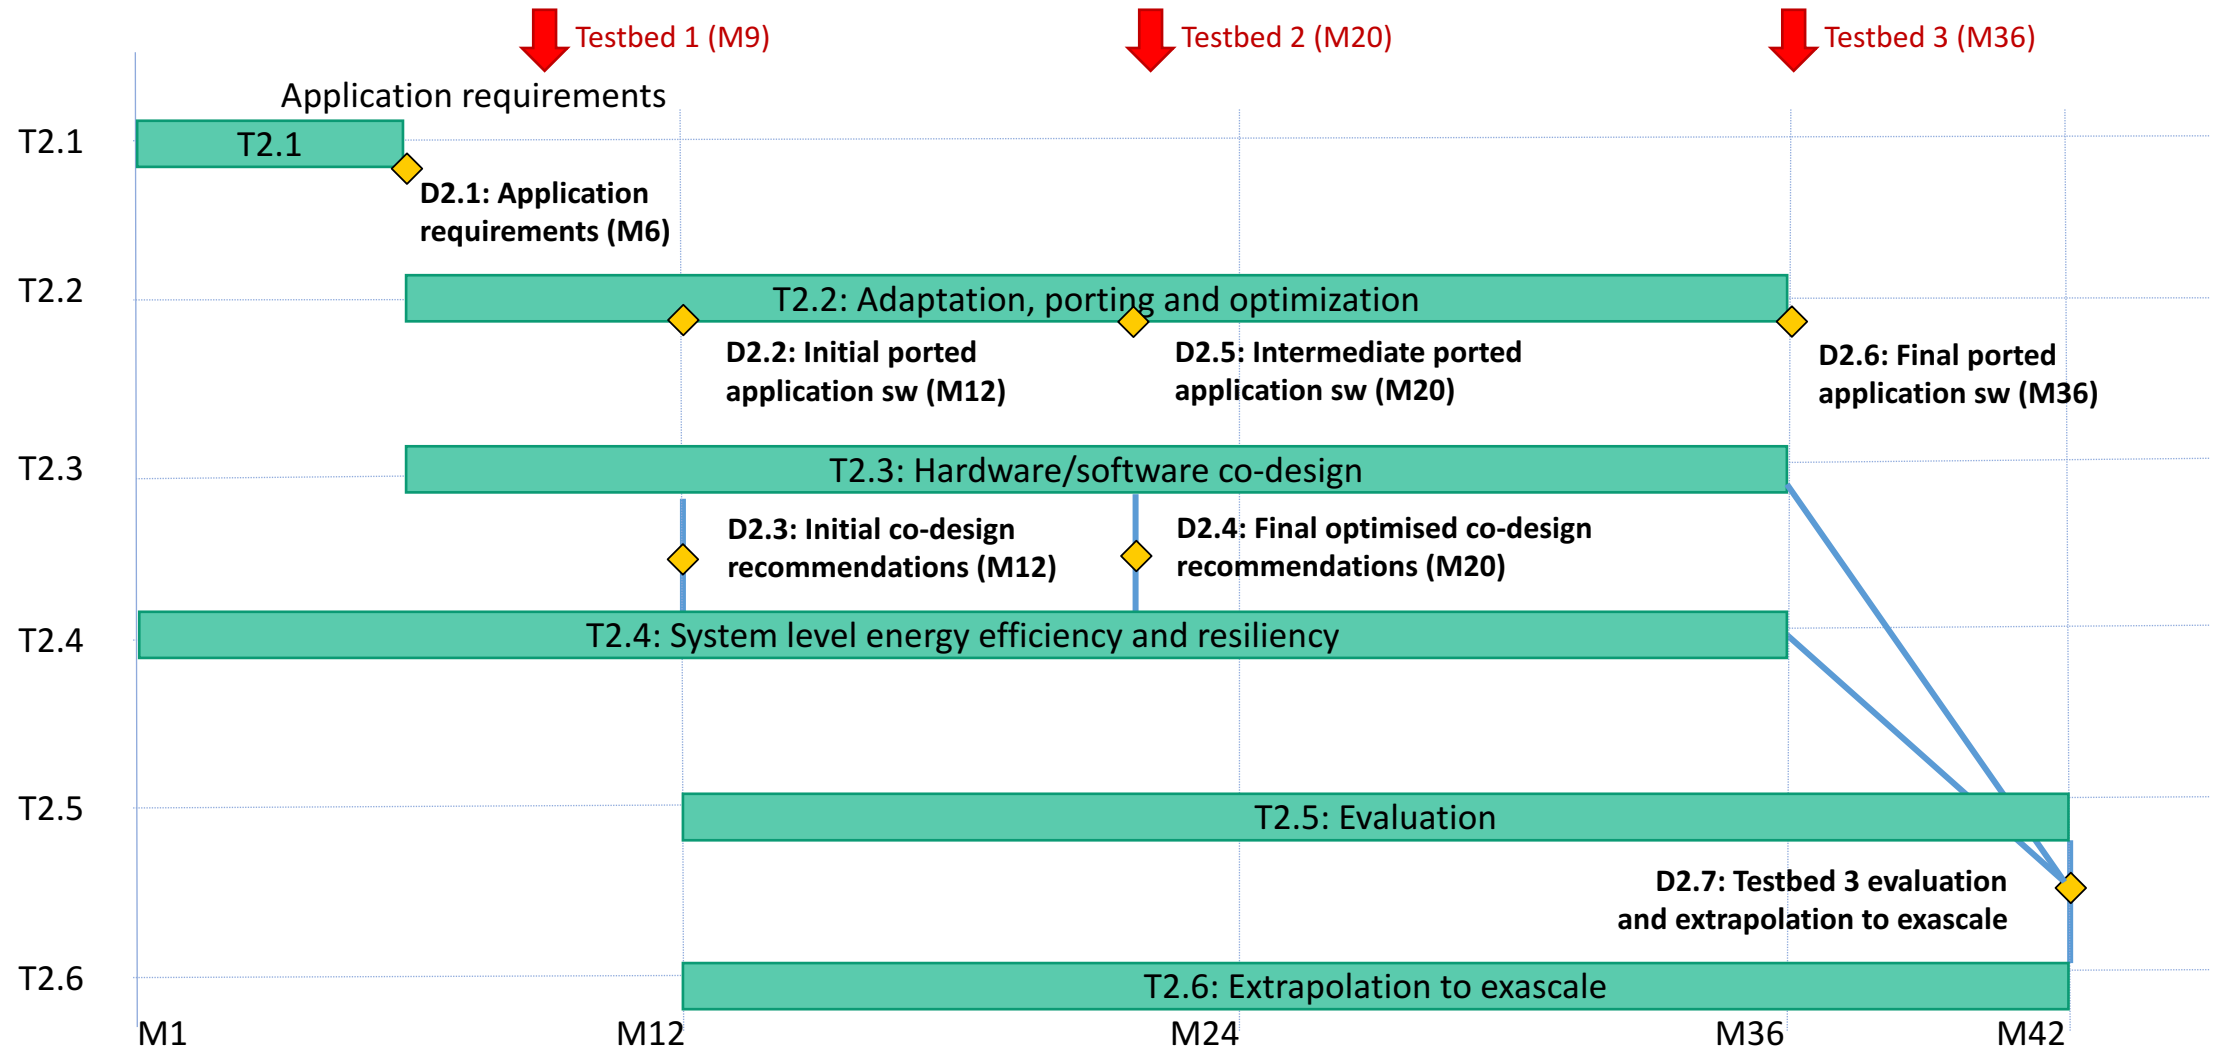 Testbed 1 (M9)
Testbed 2 (M20)
Testbed 3 (M36)
Application requirements
T2.1
T2.1
D2.1: Application
requirements (M6)
T2.2
T2.2: Adaptation, porting and optimization
D2.2: Initial ported
application sw (M12)
D2.5: Intermediate ported
application sw (M20)
D2.6: Final ported
application sw (M36)
T2.3
T2.3: Hardware/software co-design
D2.3: Initial co-design
recommendations (M12)
D2.4: Final optimised co-design
recommendations (M20)
T2.4
T2.4: System level energy efficiency and resiliency
T2.5
T2.5: Evaluation
D2.7: Testbed 3 evaluation
and extrapolation to exascale
T2.6
T2.6: Extrapolation to exascale
M1
M12
M24
M36
M42